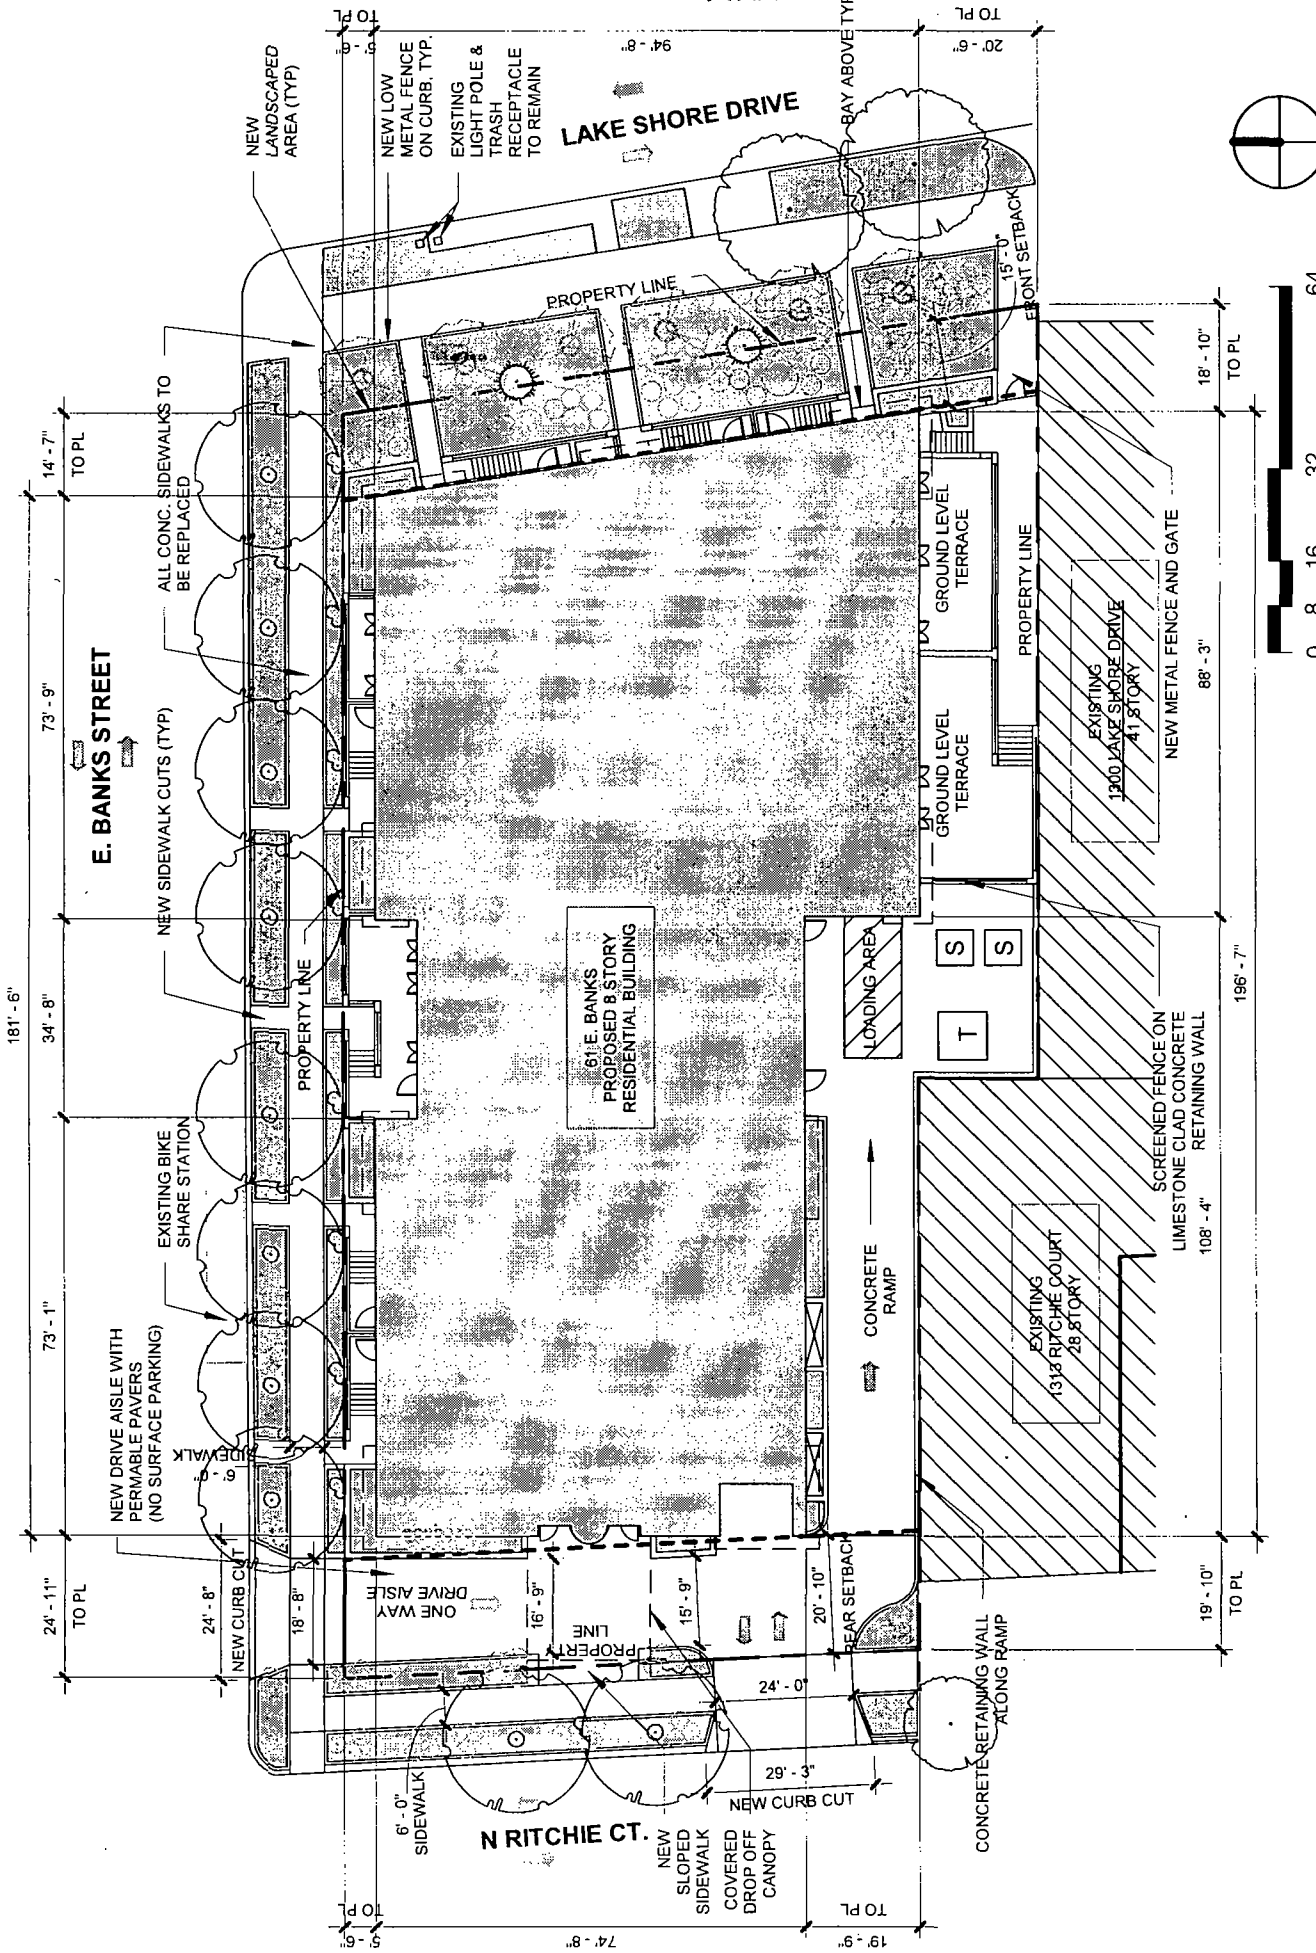 181' - 6"
24' - 11"
TO PL
73' - 1"
34' - 8"
73' - 9"
14' - 7"
TO PL
E. BANKS STREET
NEW DRIVE AISLE WITH
PERMABLE PAVERS
(NO SURFACE PARKING)
EXISTING BIKE
SHARE STATION
NEW SIDEWALK CUTS (TYP)
ALL CONC. SIDEWALKS TO
BE REPLACED
NEW
LANDSCAPED
AREA (TYP)
NEW LOW
METAL FENCE
ON CURB, TYP.
EXISTING
LIGHT POLE &
TRASH
RECEPTACLE
TO REMAIN
LAKE SHORE DRIVE
TO PL
5' - 6"
94' - 8"
BAY ABOVE TYP
TO PL
20' - 6"
24' - 8"
NEW CURB CUT
18' - 8"
6' - 0"
SIDEWALK
PROPERTY LINE
PROPERTY LINE
ONE WAY
DRIVE AISLE
16' - 9"
PROPERTY
LINE
15' - 9"
20' - 10"
REAR SETBACK
61 E. BANKS
PROPOSED 8 STORY
RESIDENTIAL BUILDING
LOADING AREA
S
S
T
CONCRETE
RAMP
GROUND LEVEL
TERRACE
GROUND LEVEL
TERRACE
PROPERTY LINE
15' - 0"
FRONT SETBACK
24' - 0"
29' - 3"
NEW CURB CUT
6' - 0"
SIDEWALK
N RITCHIE CT.
NEW
SLOPED
SIDEWALK
COVERED
DROP OFF
CANOPY
CONCRETE RETAINING WALL
ALONG RAMP
TO PL
5' - 6"
74' - 8"
TO PL
19' - 9"
EXISTING
1313 RITCHIE COURT
28 STORY
EXISTING
1300 LAKE SHORE DRIVE
41 STORY
SCREENED FENCE ON
LIMESTONE CLAD CONCRETE
RETAINING WALL
NEW METAL FENCE AND GATE
19' - 10"
TO PL
108' - 4"
88' - 3"
18' - 10"
TO PL
196' - 7"
0
8
16
32
64